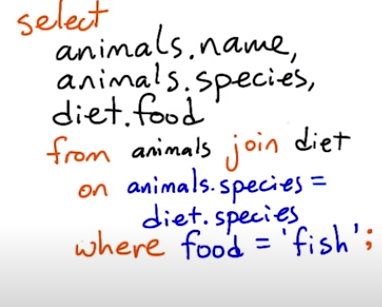 select
animals.name,
animals.species,
diet.food
from animals join diet
on animals.species =
diet.species
where food = 'fish';